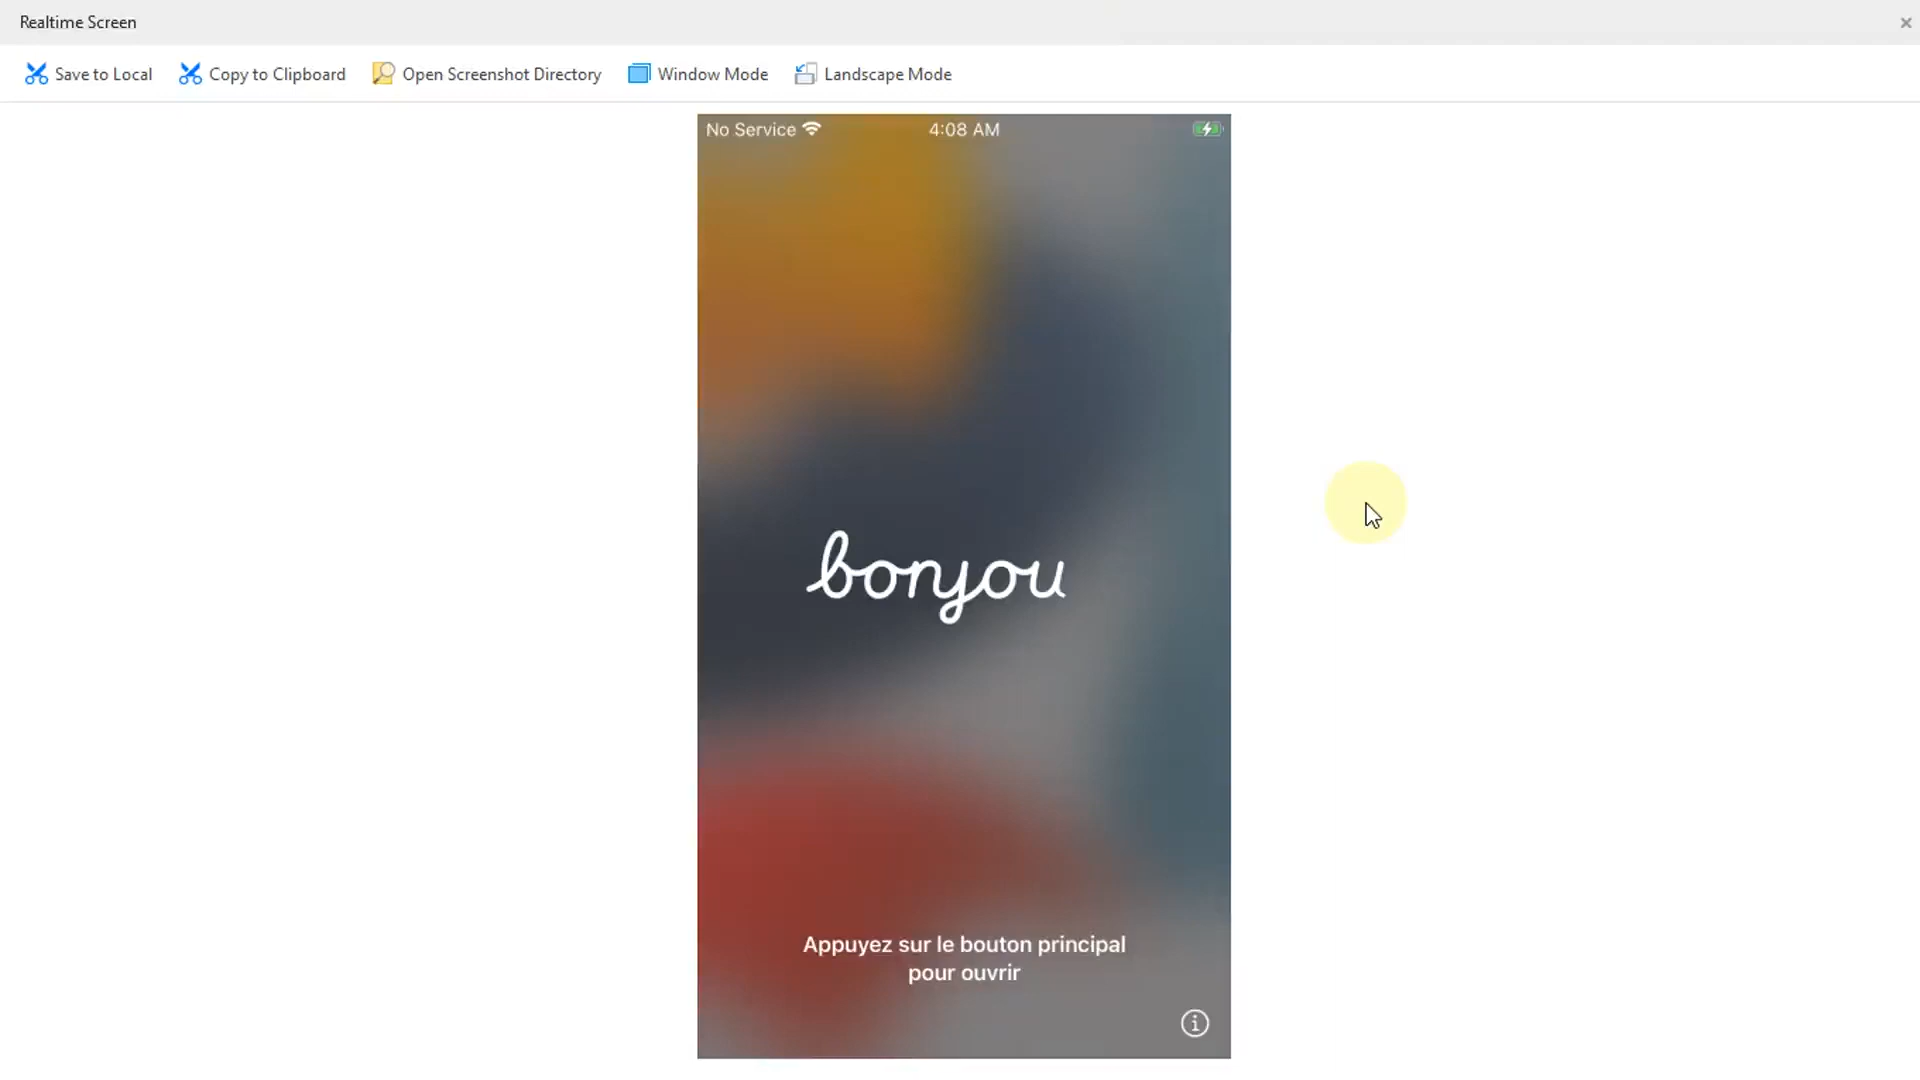 Realtime Screen
Save to Local Copy to Clipboard Open Screenshot Directory Window Mode Landscape Mode
No Service 4:08 AM
bonjou
Appuyez sur le bouton principal
pour ouvrir